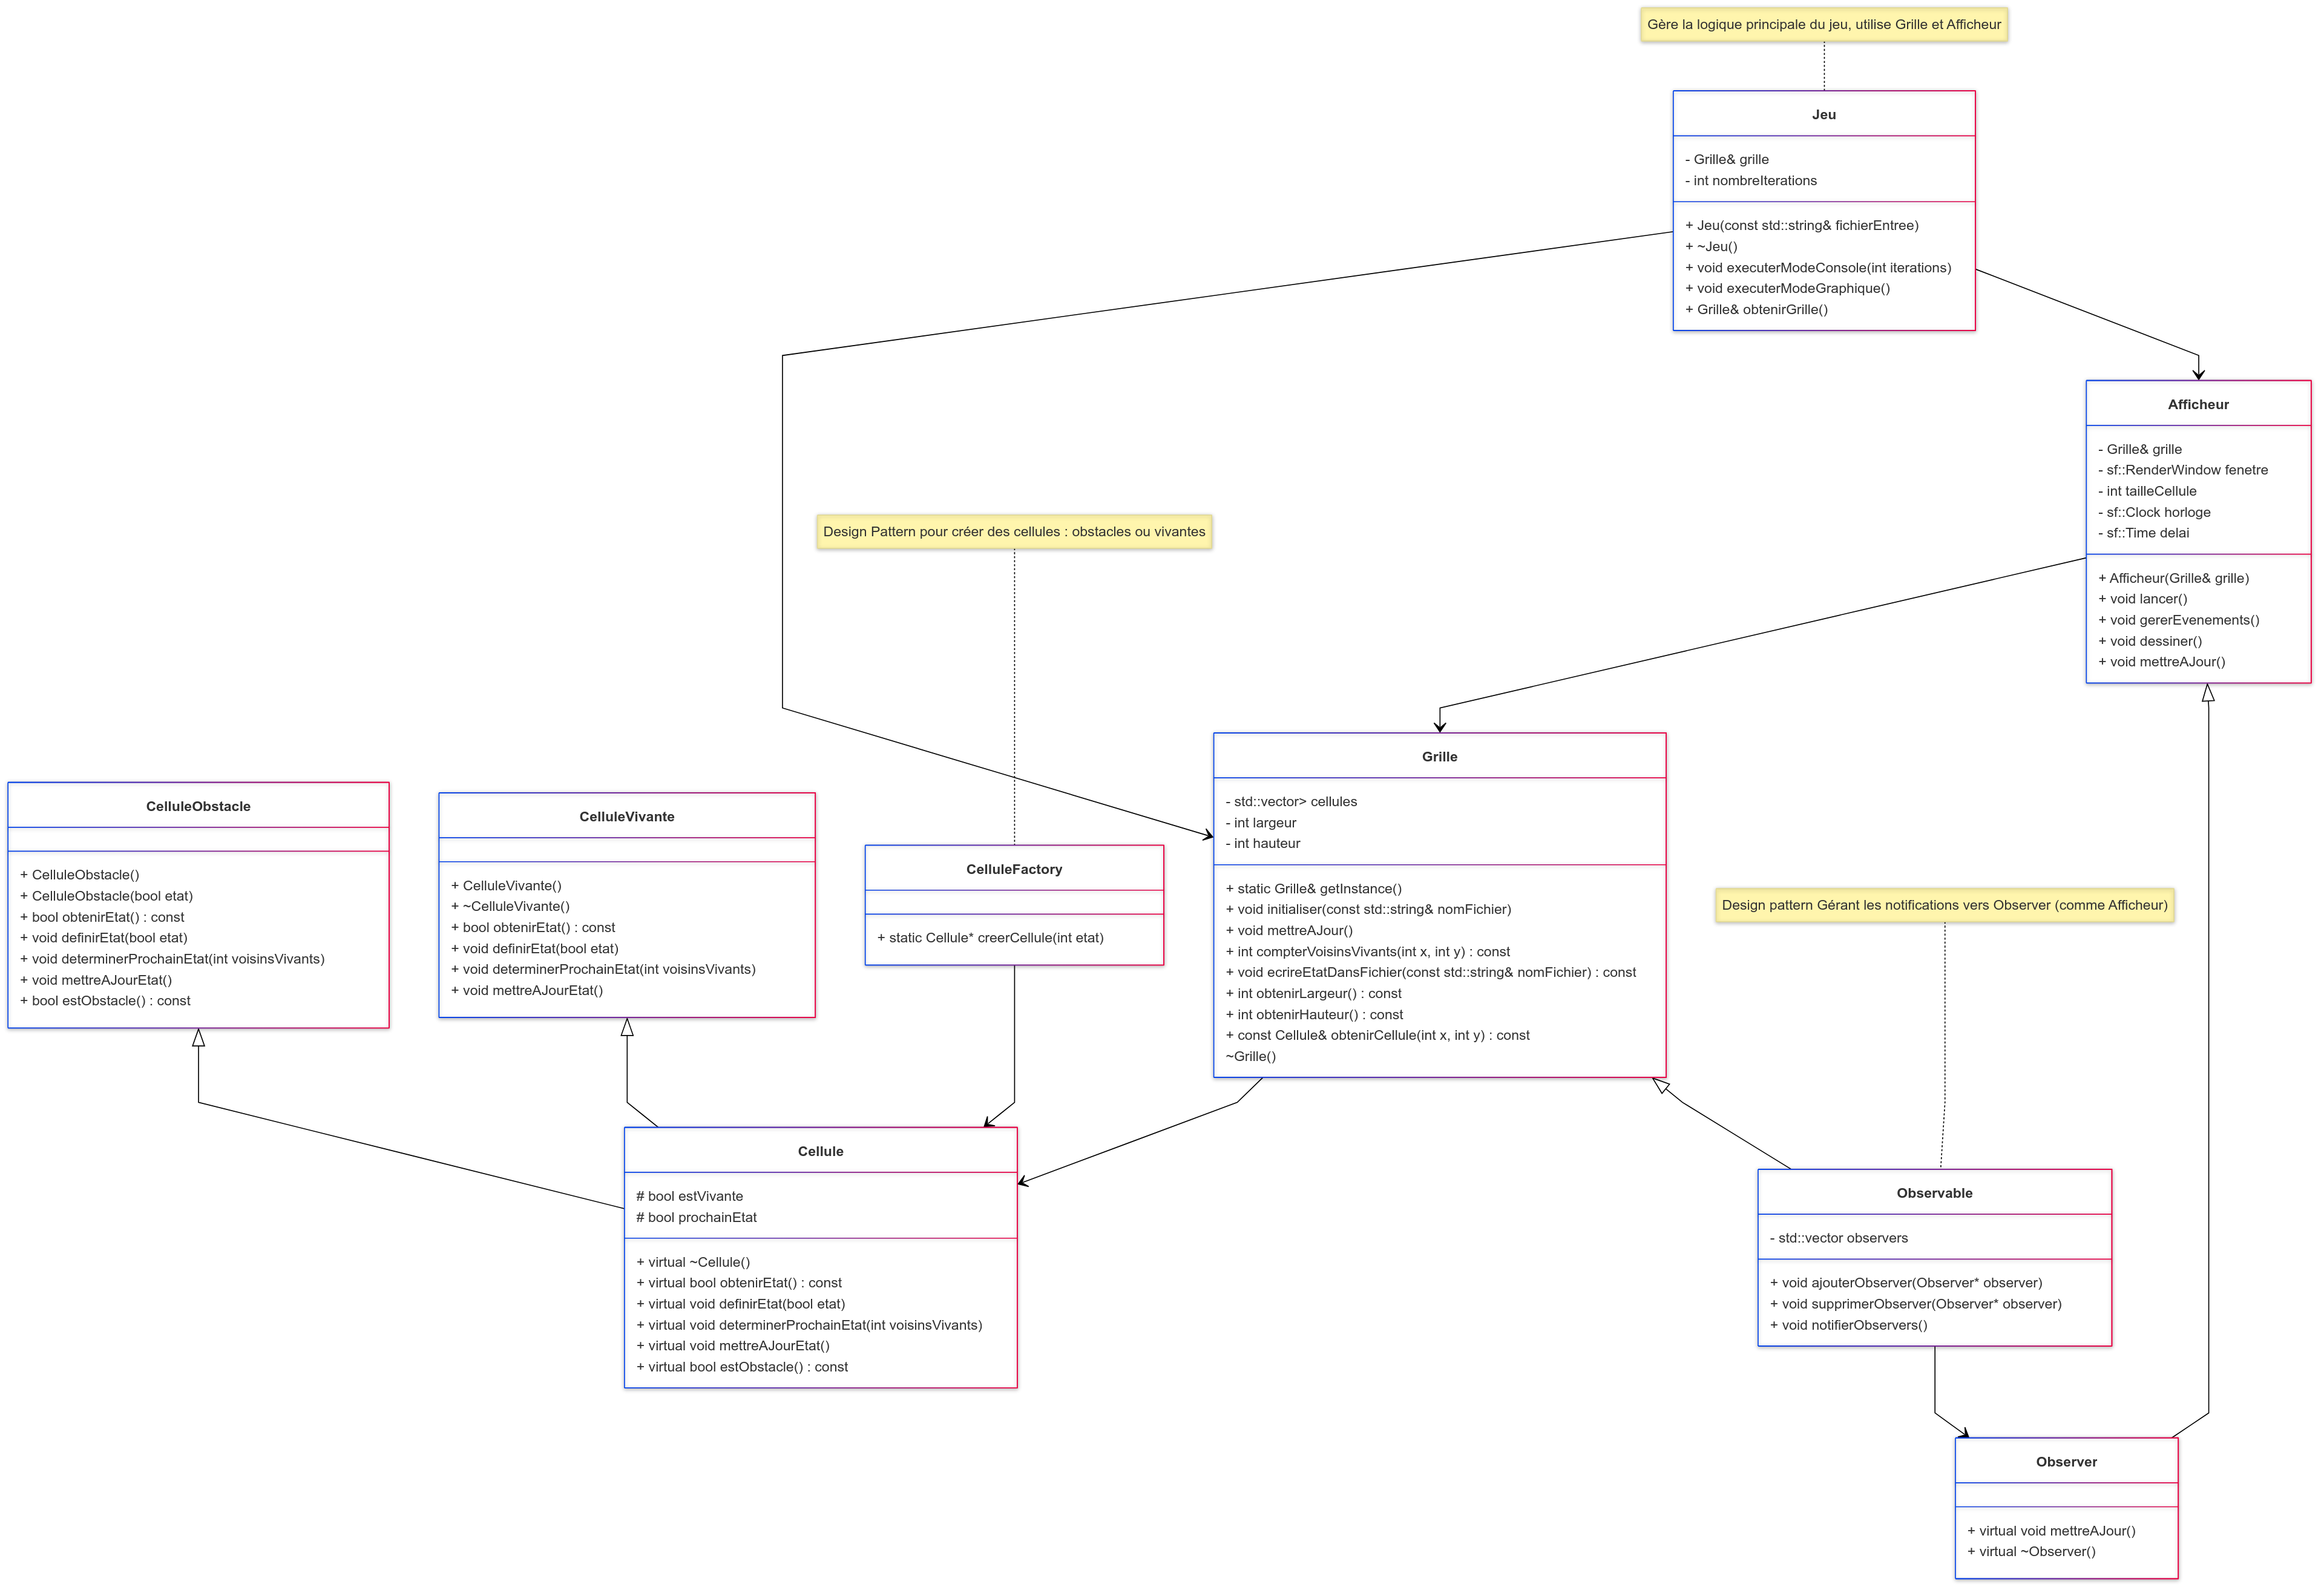 Gère la logique principale du jeu, utilise Grille et Afficheur
Jeu
- Grille& grille
- int nombreIterations
+ Jeu(const std::string& fichierEntree)
+ ~Jeu()
+ void executerModeConsole(int iterations)
+ void executerModeGraphique()
+ Grille& obtenirGrille()
Afficheur
- Grille& grille
- sf::RenderWindow fenetre
- int tailleCellule
- sf::Clock horloge
- sf::Time delai
+ Afficheur(Grille& grille)
+ void lancer()
+ void gererEvenements()
+ void dessiner()
+ void mettreAJour()
Design Pattern pour créer des cellules : obstacles ou vivantes
Grille
- std::vector> cellules
- int largeur
- int hauteur
+ static Grille& getInstance()
+ void initialiser(const std::string& nomFichier)
+ void mettreAJour()
+ int compterVoisinsVivants(int x, int y) : const
+ void ecrireEtatDansFichier(const std::string& nomFichier) : const
+ int obtenirLargeur() : const
+ int obtenirHauteur() : const
+ const Cellule& obtenirCellule(int x, int y) : const
~Grille()
CelluleObstacle
+ CelluleObstacle()
+ CelluleObstacle(bool etat)
+ bool obtenirEtat() : const
+ void definirEtat(bool etat)
+ void determinerProchainEtat(int voisinsVivants)
+ void mettreAJourEtat()
+ bool estObstacle() : const
CelluleVivante
+ CelluleVivante()
+ ~CelluleVivante()
+ bool obtenirEtat() : const
+ void definirEtat(bool etat)
+ void determinerProchainEtat(int voisinsVivants)
+ void mettreAJourEtat()
CelluleFactory
+ static Cellule* creerCellule(int etat)
Design pattern Gérant les notifications vers Observer (comme Afficheur)
Cellule
# bool estVivante
# bool prochainEtat
+ virtual ~Cellule()
+ virtual bool obtenirEtat() : const
+ virtual void definirEtat(bool etat)
+ virtual void determinerProchainEtat(int voisinsVivants)
+ virtual void mettreAJourEtat()
+ virtual bool estObstacle() : const
Observable
- std::vector observers
+ void ajouterObserver(Observer* observer)
+ void supprimerObserver(Observer* observer)
+ void notifierObservers()
Observer
+ virtual void mettreAJour()
+ virtual ~Observer()